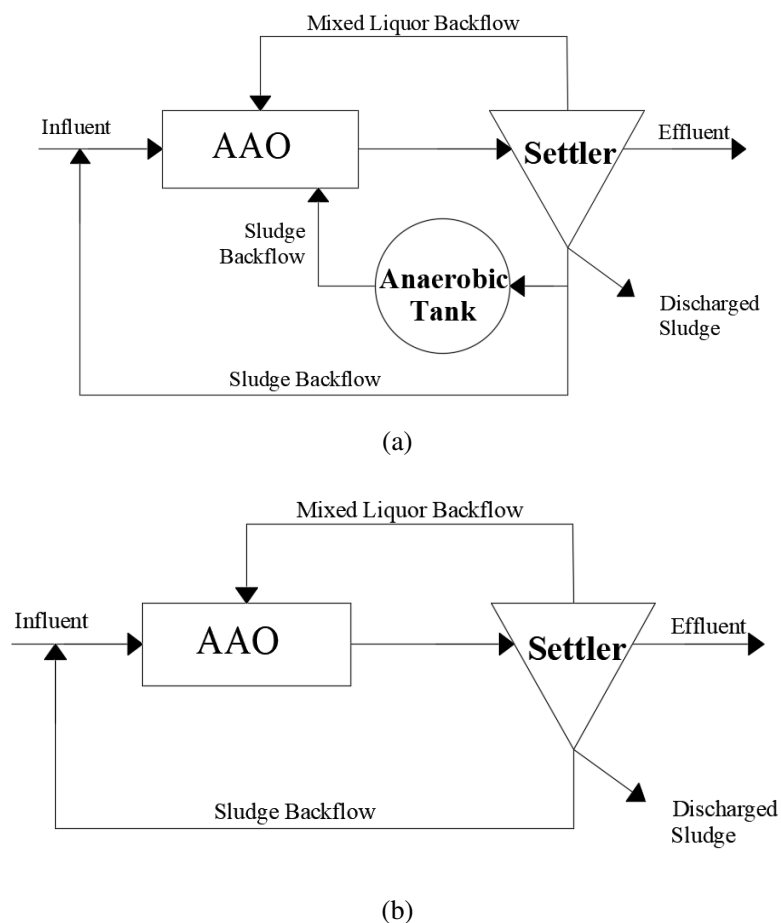 Mixed Liquor Backflow
Influent
AAO
Settler
Effluent
Sludge
Backflow
Anaerobic
Tank
Discharged
Sludge
Sludge Backflow
(a)
Mixed Liquor Backflow
Influent
AAO
Settler
Effluent
Sludge Backflow
Discharged
Sludge
(b)